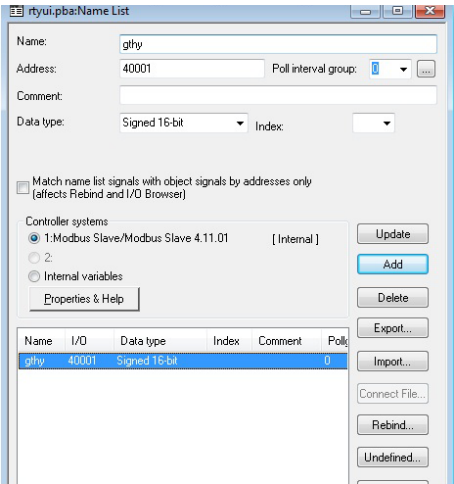 rtyui.pba:Name List
Name: gthy
Address: 40001 Poll interval group: 0 ...
Comment:
Data type: Signed 16-bit Index:
Match name list signals with object signals by addresses only
(affects Rebind and I/O Browser)
Controller systems
1:Modbus Slave/Modbus Slave 4.11.01 [ Internal ]
2:
Internal variables
Properties & Help
Update
Add
Delete
Export...
Import...
Connect File...
Rebind...
Undefined...
Name I/O Data type Index Comment Pollg
gthy 40001 Signed 16-bit 0